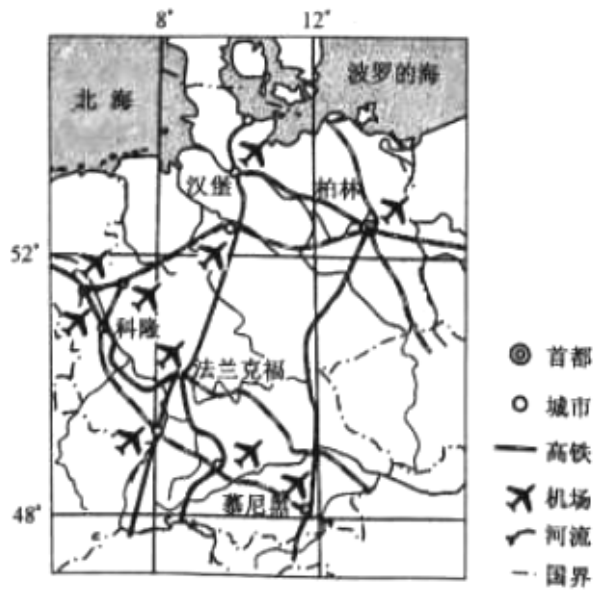 8° 12°
北海
波罗的海
汉堡
柏林
52°
科隆
法兰克福
慕尼黑
48°
首都
城市
高铁
机场
河流
国界